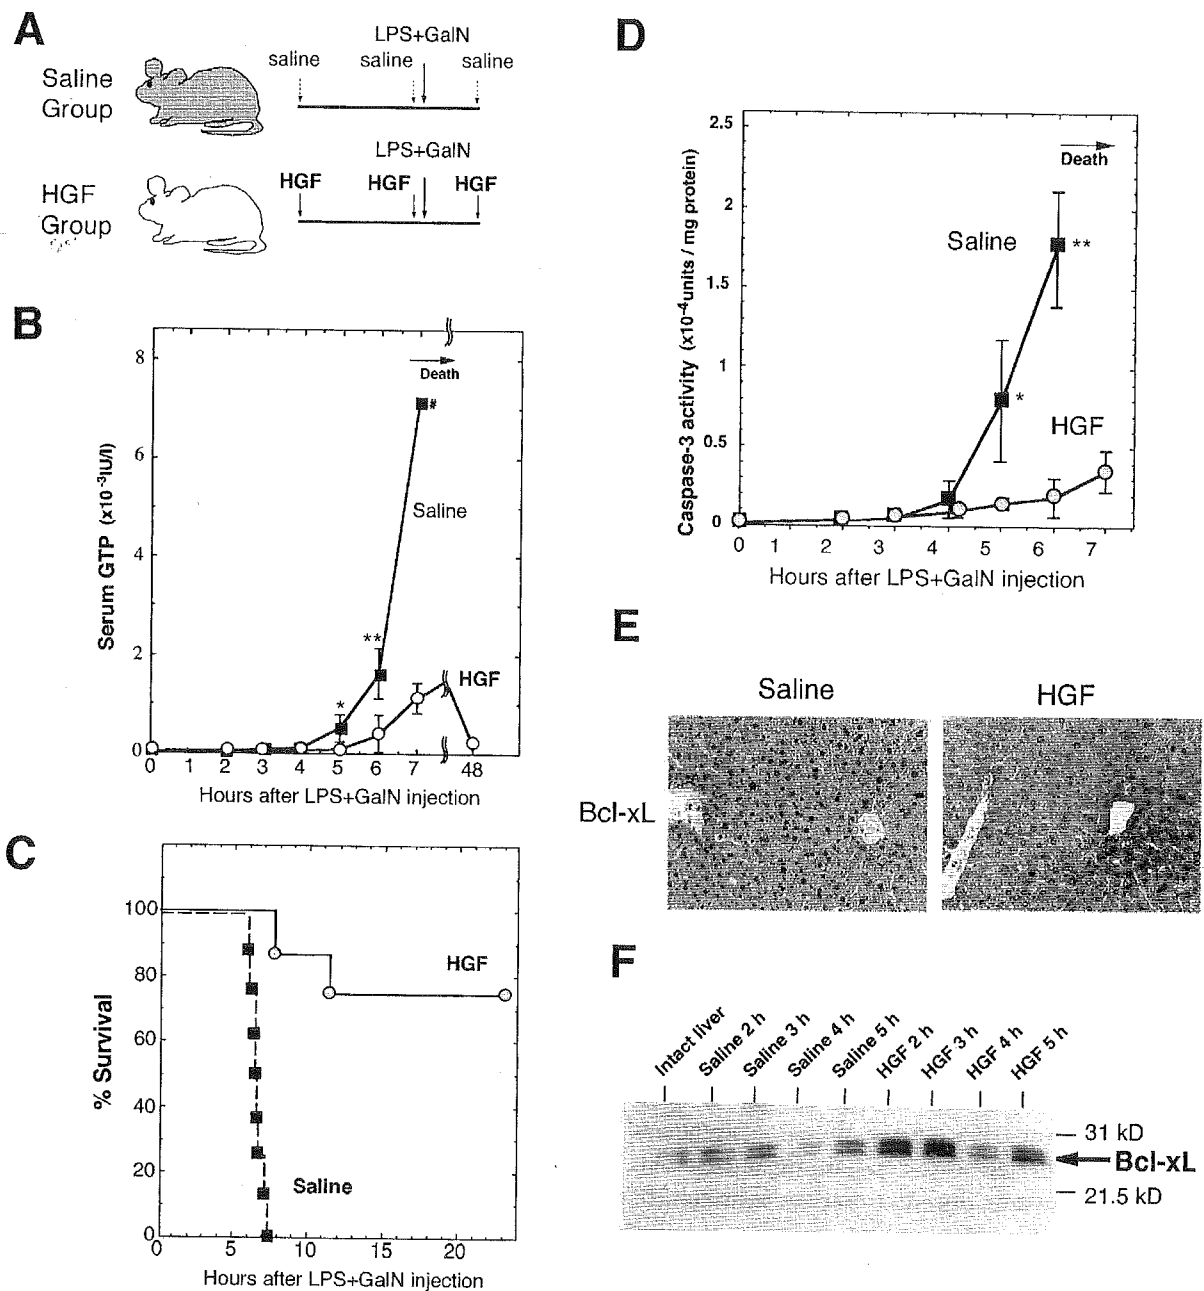 A
LPS+GalN
saline saline saline
Saline
Group
LPS+GalN
HGF HGF HGF
HGF
Group
B
8
6
4
2
0
Serum GTP (x10⁻³IU/l)
Death
#
Saline
**
*
HGF
0 1 2 3 4 5 6 7 48
Hours after LPS+GalN injection
C
100
80
60
40
20
0
% Survival
HGF
Saline
0 5 10 15 20
Hours after LPS+GalN injection
D
2.5
2
1.5
1
0.5
0
Caspase-3 activity (x10⁻⁴units / mg protein)
Death
Saline
**
*
HGF
0 1 2 3 4 5 6 7
Hours after LPS+GalN injection
E
Saline HGF
Bcl-xL
F
Intact liver
Saline 2 h
Saline 3 h
Saline 4 h
Saline 5 h
HGF 2 h
HGF 3 h
HGF 4 h
HGF 5 h
31 kD
Bcl-xL
21.5 kD